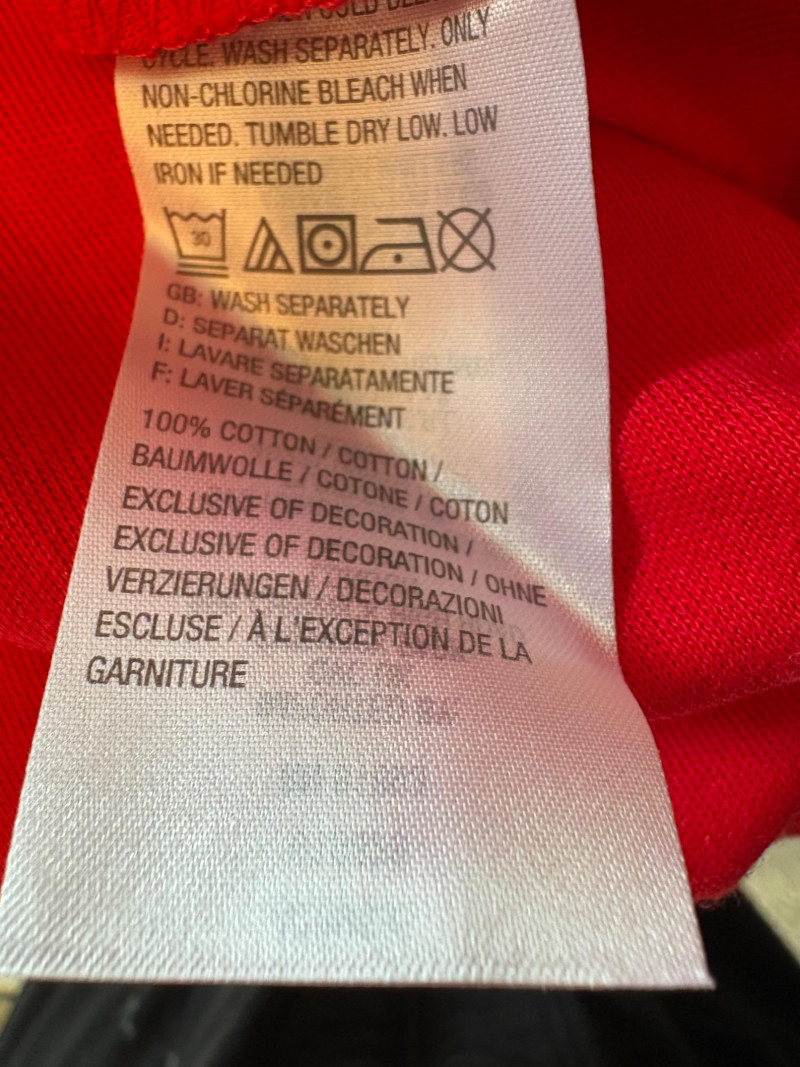 COLD
CYCLE. WASH SEPARATELY. ONLY
NON-CHLORINE BLEACH WHEN
NEEDED. TUMBLE DRY LOW. LOW
IRON IF NEEDED
30
GB: WASH SEPARATELY
D: SEPARAT WASCHEN
I: LAVARE SEPARATAMENTE
F: LAVER SÉPARÉMENT
100% COTTON / COTTON /
BAUMWOLLE / COTONE / COTON
EXCLUSIVE OF DECORATION /
EXCLUSIVE OF DECORATION / OHNE
VERZIERUNGEN / DECORAZIONI
ESCLUSE / À L'EXCEPTION DE LA
GARNITURE